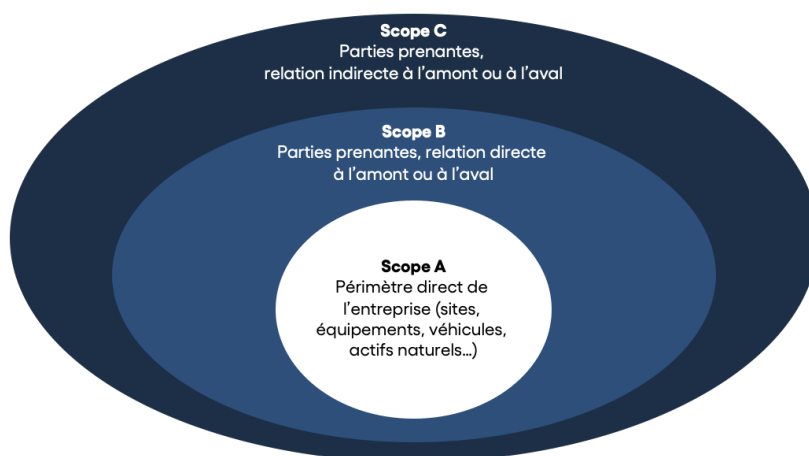 Scope C
Parties prenantes,
relation indirecte à l’amont ou à l’aval
Scope B
Parties prenantes, relation directe
à l’amont ou à l’aval
Scope A
Périmètre direct de
l’entreprise (sites,
équipements, véhicules,
actifs naturels…)